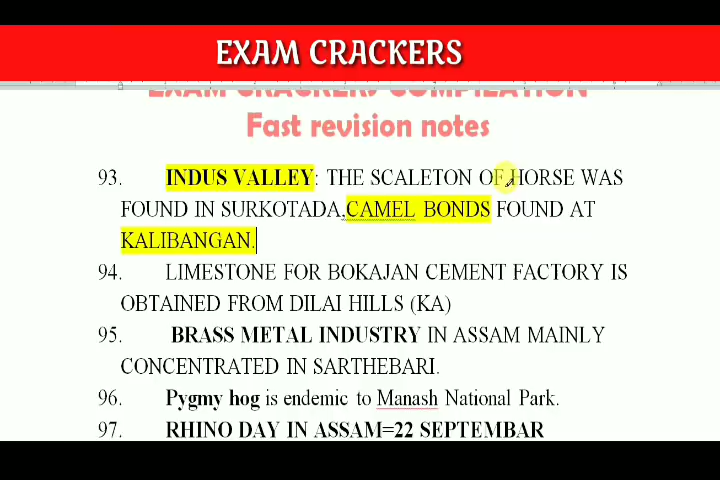 EXAM CRACKERS
EXAM CRACKERS COMPILATION
Fast revision notes
93. INDUS VALLEY: THE SCALETON OF HORSE WAS
FOUND IN SURKOTADA,CAMEL BONDS FOUND AT
KALIBANGAN.
94. LIMESTONE FOR BOKAJAN CEMENT FACTORY IS
OBTAINED FROM DILAI HILLS (KA)
95. BRASS METAL INDUSTRY IN ASSAM MAINLY
CONCENTRATED IN SARTHEBARI.
96. Pygmy hog is endemic to Manash National Park.
97. RHINO DAY IN ASSAM=22 SEPTEMBAR